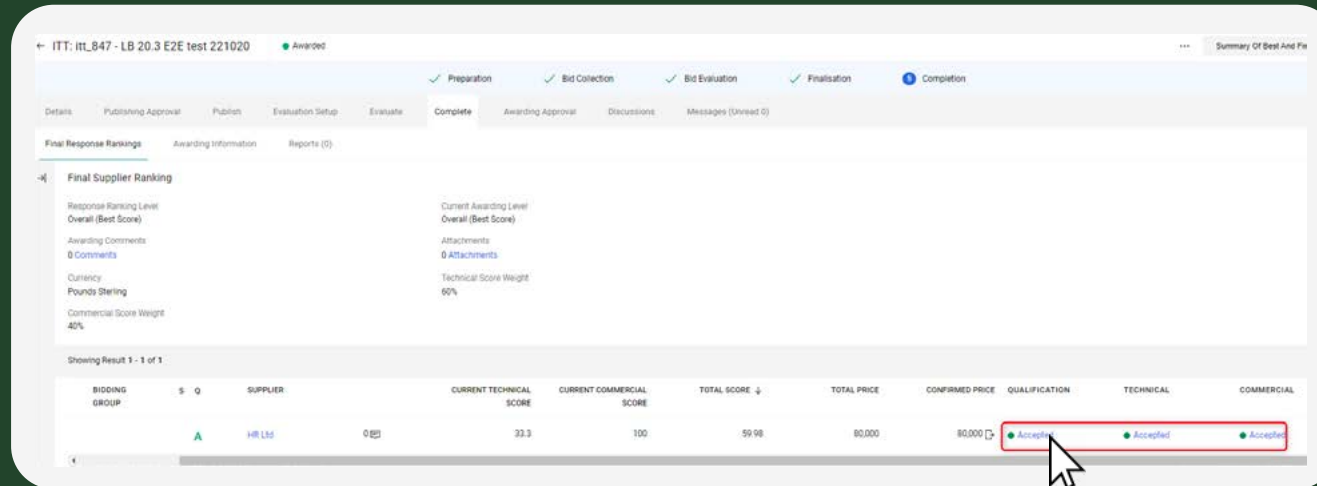 ← ITT: itt_847 - LB 20.3 E2E test 221020 Awarded ... Summary Of Best And
Preparation Bid Collection Bid Evaluation Finalisation 5 Completion
Details Publishing Approval Publish Evaluation Setup Evaluate Complete Awarding Approval Discussions Messages (Unread 0)
Final Response Rankings Awarding Information Reports (0)
Final Supplier Ranking
Response Ranking Level Current Awarding Level
Overall (Best Score) Overall (Best Score)
Awarding Comments Attachments
0 Comments 0 Attachments
Currency Technical Score Weight
Pounds Sterling 60%
Commercial Score Weight
40%
Showing Result 1 - 1 of 1
BIDDING S Q SUPPLIER CURRENT TECHNICAL CURRENT COMMERCIAL TOTAL SCORE ↓ TOTAL PRICE CONFIRMED PRICE QUALIFICATION TECHNICAL COMMERCIAL
GROUP SCORE SCORE
A HR Ltd 0 33.3 100 59.98 80,000 80,000 Accepted Accepted Accepted